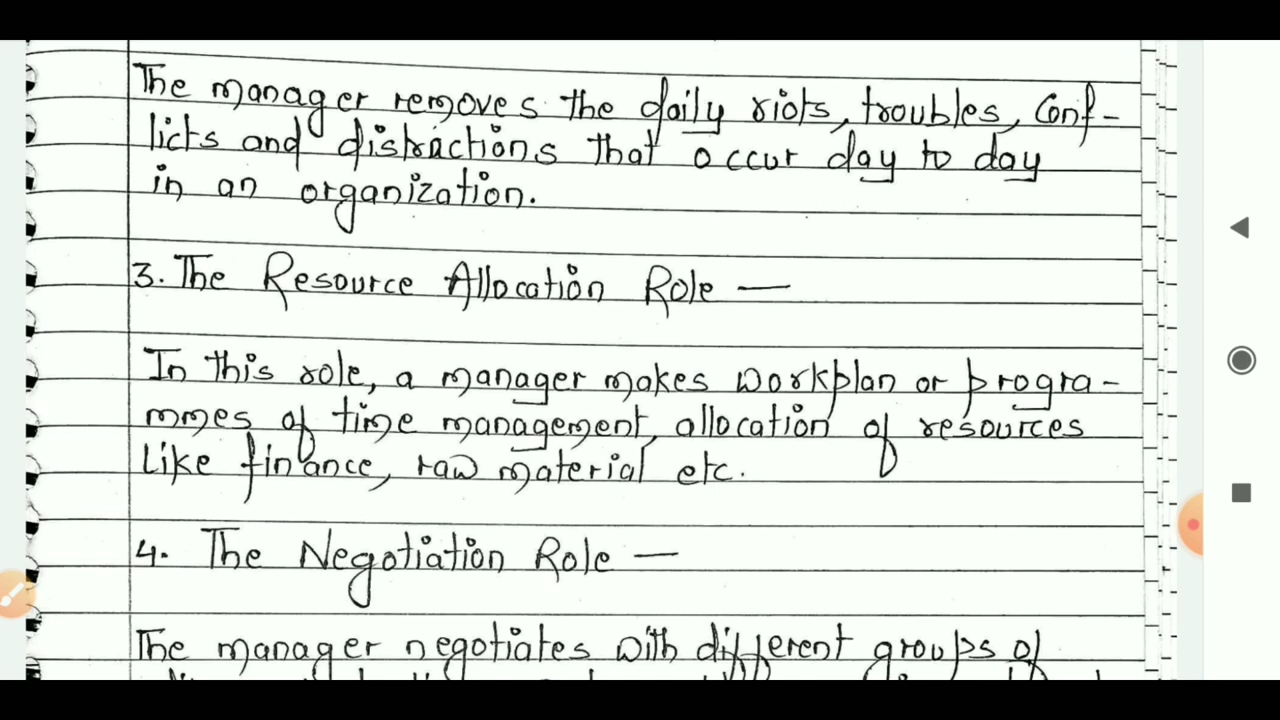 The manager removes the daily riots, troubles, conf-
licts and distractions that occur day to day
in an organization.
3. The Resource Allocation Role —
In this role, a manager makes workplan or progra-
mmes of time management, allocation of resources
like finance, raw material etc.
4. The Negotiation Role —
The manager negotiates with different groups of